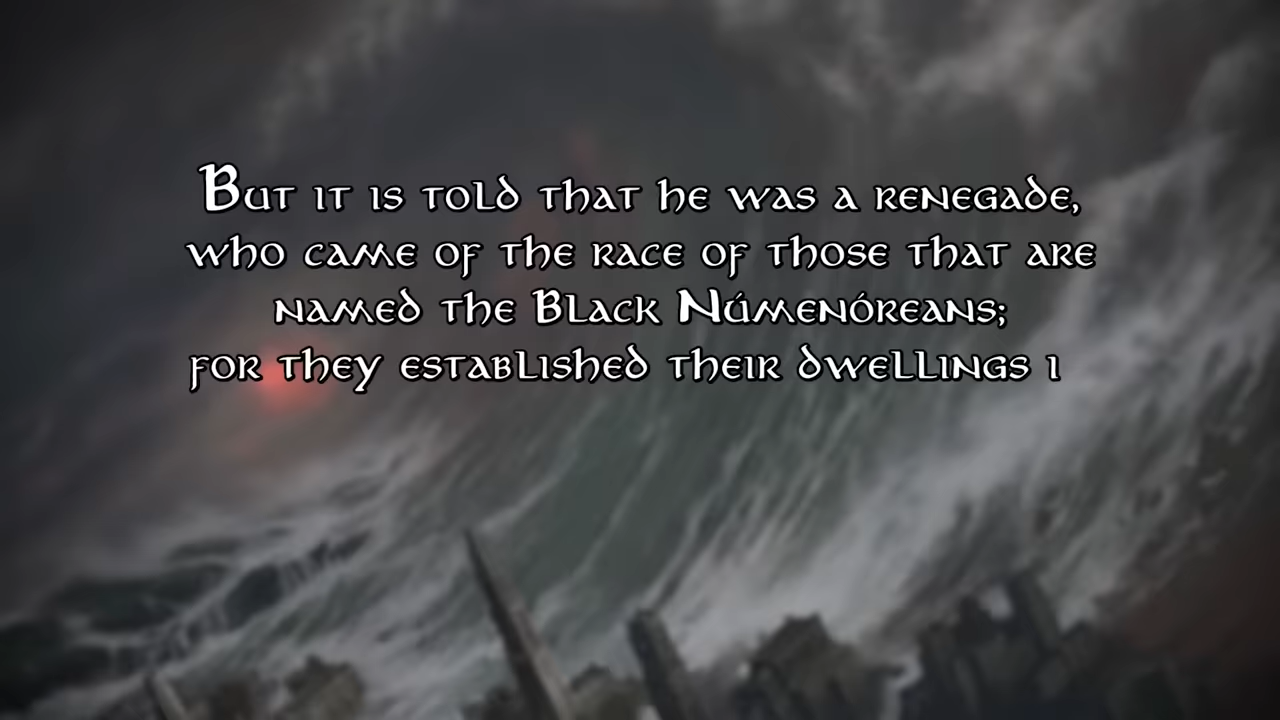 But it is told that he was a renegade,
who came of the race of those that are
named the Black Númenóreans;
for they established their dwellings i